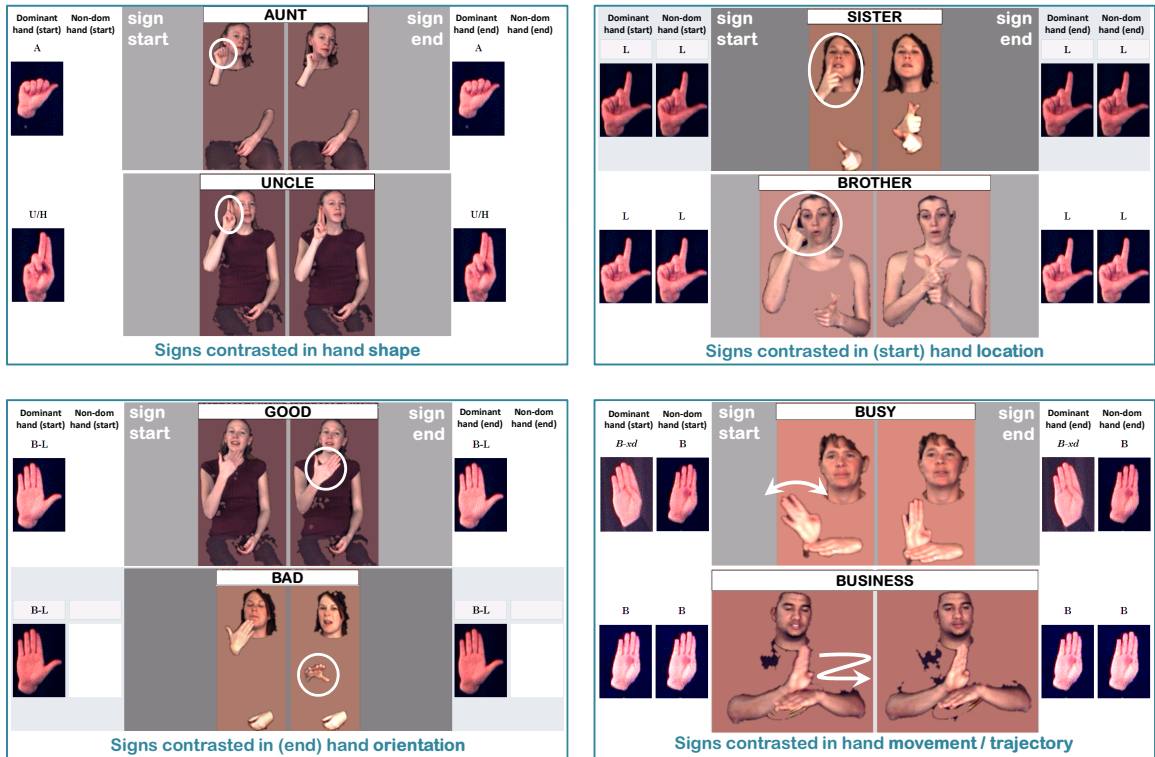 AUNT
Dominant hand (start)
Non-dom hand (start)
sign start
sign end
Dominant hand (end)
Non-dom hand (end)
A
A
UNCLE
U/H
U/H
Signs contrasted in hand shape
SISTER
Dominant hand (start)
Non-dom hand (start)
sign start
sign end
Dominant hand (end)
Non-dom hand (end)
L
L
L
L
BROTHER
L
L
L
L
Signs contrasted in (start) hand location
GOOD
Dominant hand (start)
Non-dom hand (start)
sign start
sign end
Dominant hand (end)
Non-dom hand (end)
B-L
B-L
BAD
B-L
B-L
Signs contrasted in (end) hand orientation
BUSY
Dominant hand (start)
Non-dom hand (start)
sign start
sign end
Dominant hand (end)
Non-dom hand (end)
B-xd
B
B-xd
B
BUSINESS
B
B
B
B
Signs contrasted in hand movement / trajectory